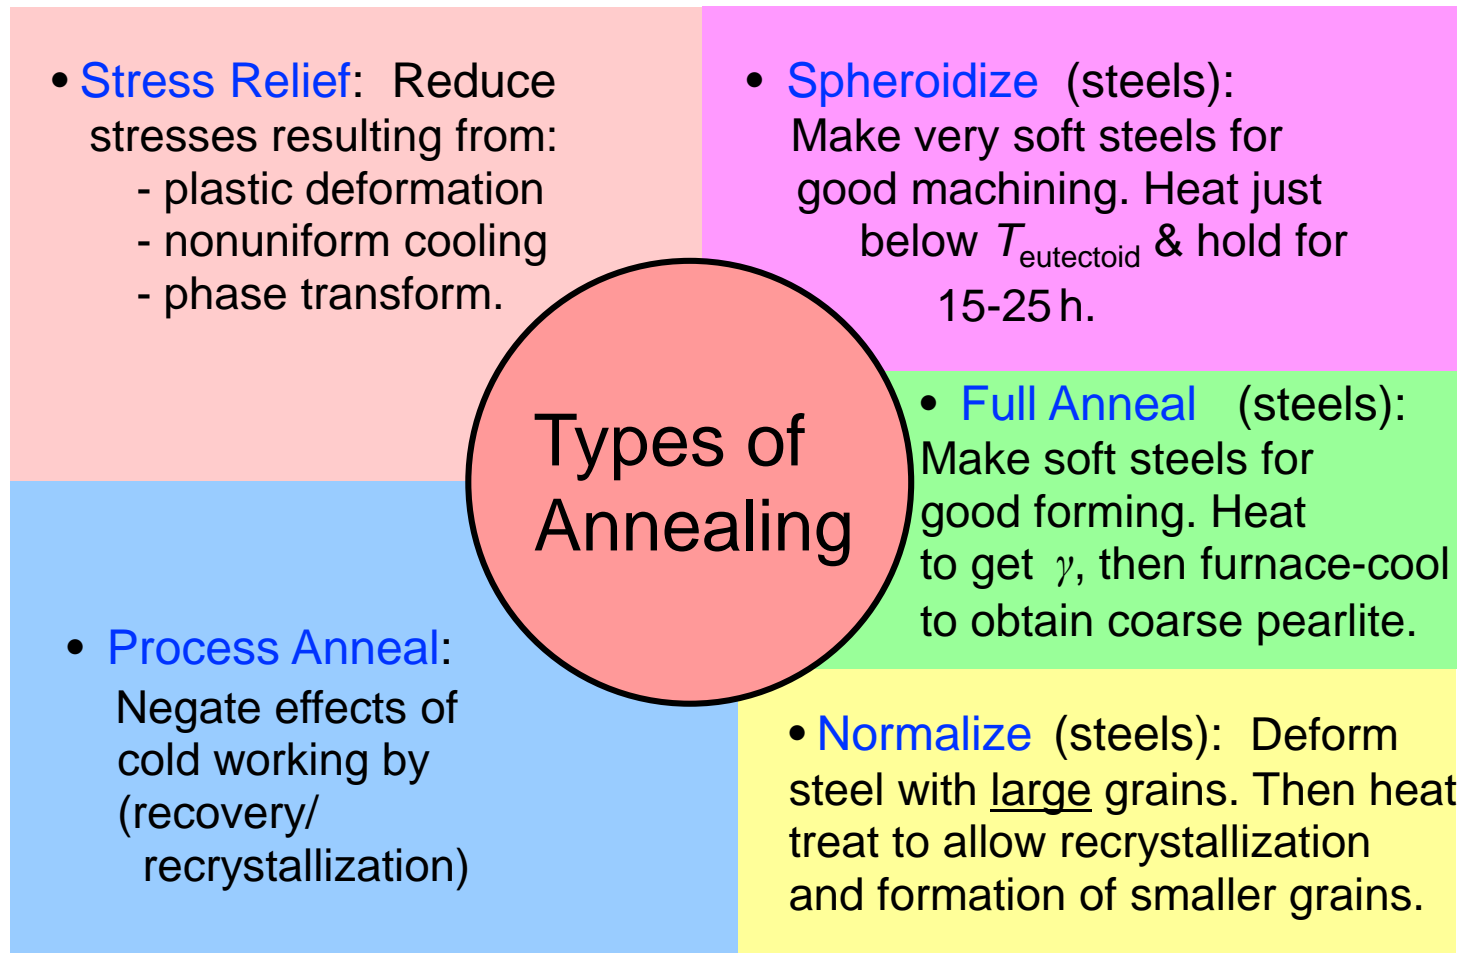 • Stress Relief: Reduce
stresses resulting from:
- plastic deformation
- nonuniform cooling
- phase transform.
• Spheroidize (steels):
Make very soft steels for
good machining. Heat just
below T_eutectoid & hold for
15-25 h.
Types of
Annealing
• Full Anneal (steels):
Make soft steels for
good forming. Heat
to get γ, then furnace-cool
to obtain coarse pearlite.
• Process Anneal:
Negate effects of
cold working by
(recovery/
recrystallization)
• Normalize (steels): Deform
steel with large grains. Then heat
treat to allow recrystallization
and formation of smaller grains.